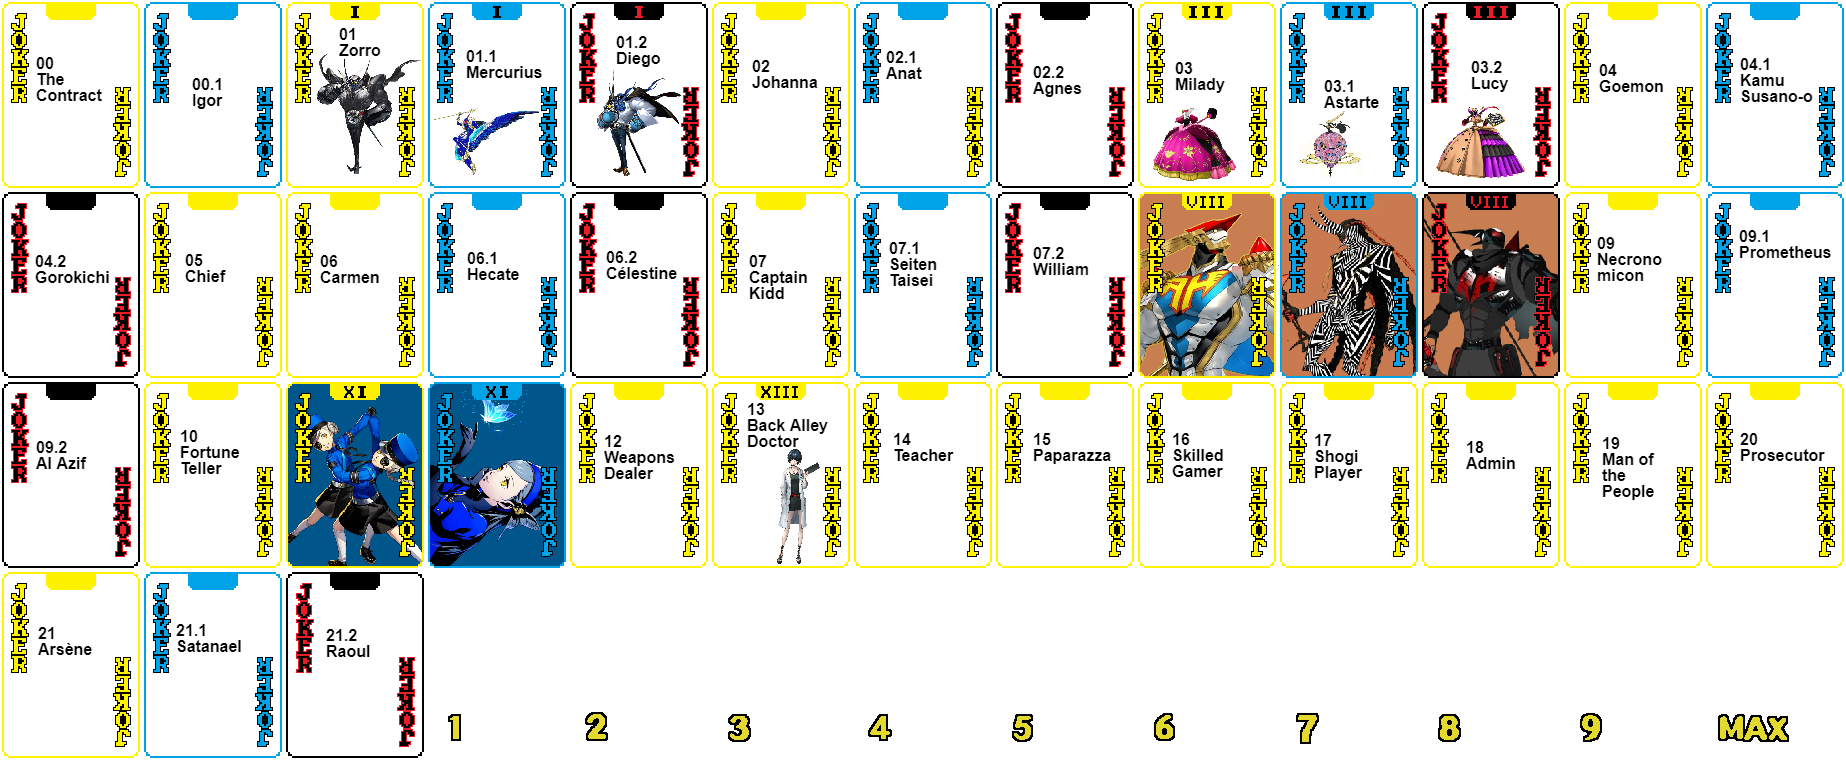 JOKER
00
The
Contract
JOKER
JOKER
00.1
Igor
JOKER
I
JOKER
01
Zorro
JOKER
I
JOKER
01.1
Mercurius
JOKER
I
JOKER
01.2
Diego
JOKER
JOKER
02
Johanna
JOKER
JOKER
02.1
Anat
JOKER
JOKER
02.2
Agnes
JOKER
III
JOKER
03
Milady
JOKER
III
JOKER
03.1
Astarte
JOKER
III
JOKER
03.2
Lucy
JOKER
JOKER
04
Goemon
JOKER
JOKER
04.1
Kamu
Susano-o
JOKER
JOKER
04.2
Gorokichi
JOKER
JOKER
05
Chief
JOKER
JOKER
06
Carmen
JOKER
JOKER
06.1
Hecate
JOKER
JOKER
06.2
Célestine
JOKER
JOKER
07
Captain
Kidd
JOKER
JOKER
07.1
Seiten
Taisei
JOKER
JOKER
07.2
William
JOKER
VIII
JOKER
JOKER
VIII
JOKER
JOKER
VIII
JOKER
JOKER
JOKER
09
Necrono
micon
JOKER
JOKER
09.1
Prometheus
JOKER
JOKER
09.2
Al Azif
JOKER
JOKER
10
Fortune
Teller
JOKER
XI
JOKER
JOKER
XI
JOKER
JOKER
JOKER
12
Weapons
Dealer
JOKER
XIII
JOKER
13
Back Alley
Doctor
JOKER
JOKER
14
Teacher
JOKER
JOKER
15
Paparazza
JOKER
JOKER
16
Skilled
Gamer
JOKER
JOKER
17
Shogi
Player
JOKER
JOKER
18
Admin
JOKER
JOKER
19
Man of
the
People
JOKER
JOKER
20
Prosecutor
JOKER
JOKER
21
Arsène
JOKER
JOKER
21.1
Satanael
JOKER
JOKER
21.2
Raoul
JOKER
1 2 3 4 5 6 7 8 9 MAX